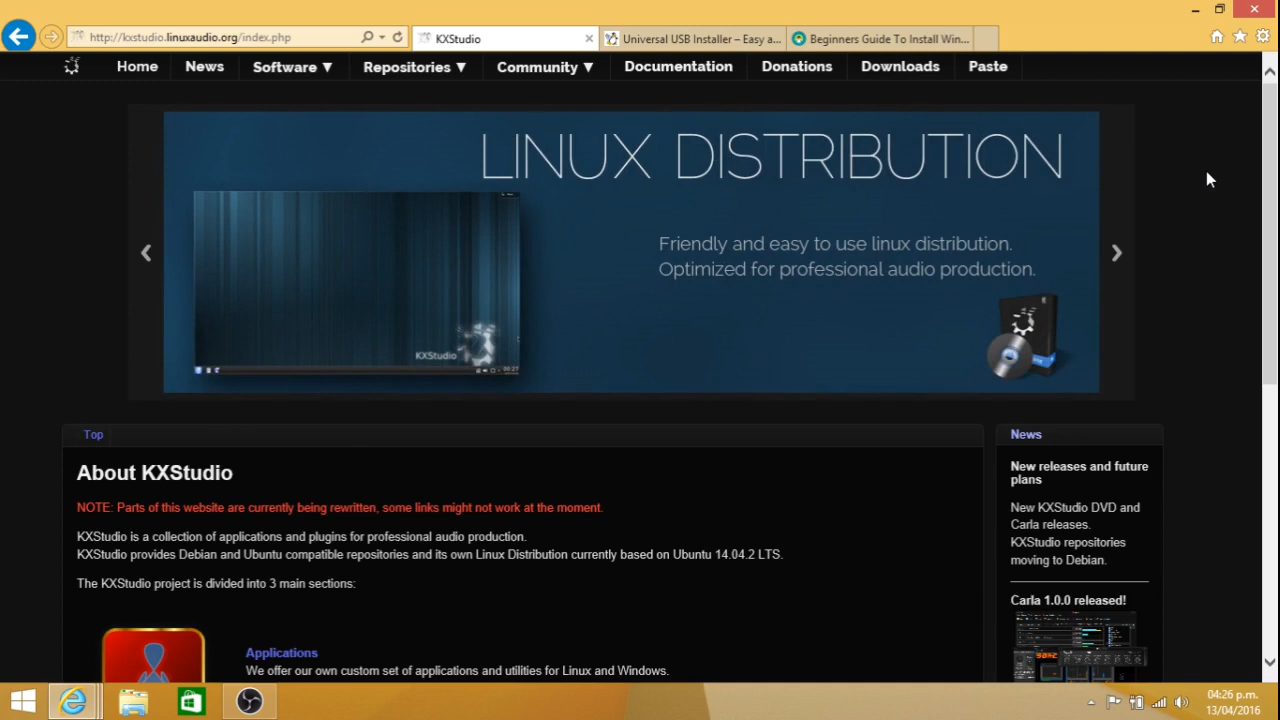 http://kxstudio.linuxaudio.org/index.php
KXStudio
Universal USB Installer – Easy a...
Beginners Guide To Install Win...
Home
News
Software ▼
Repositories ▼
Community ▼
Documentation
Donations
Downloads
Paste
LINUX DISTRIBUTION
Friendly and easy to use linux distribution.
Optimized for professional audio production.
KXStudio
00:27
Top
About KXStudio
NOTE: Parts of this website are currently being rewritten, some links might not work at the moment.
KXStudio is a collection of applications and plugins for professional audio production.
KXStudio provides Debian and Ubuntu compatible repositories and its own Linux Distribution currently based on Ubuntu 14.04.2 LTS.
The KXStudio project is divided into 3 main sections:
Applications
We offer our own custom set of applications and utilities for Linux and Windows.
News
New releases and future
plans
New KXStudio DVD and
Carla releases.
KXStudio repositories
moving to Debian.
Carla 1.0.0 released!
04:26 p.m.
13/04/2016